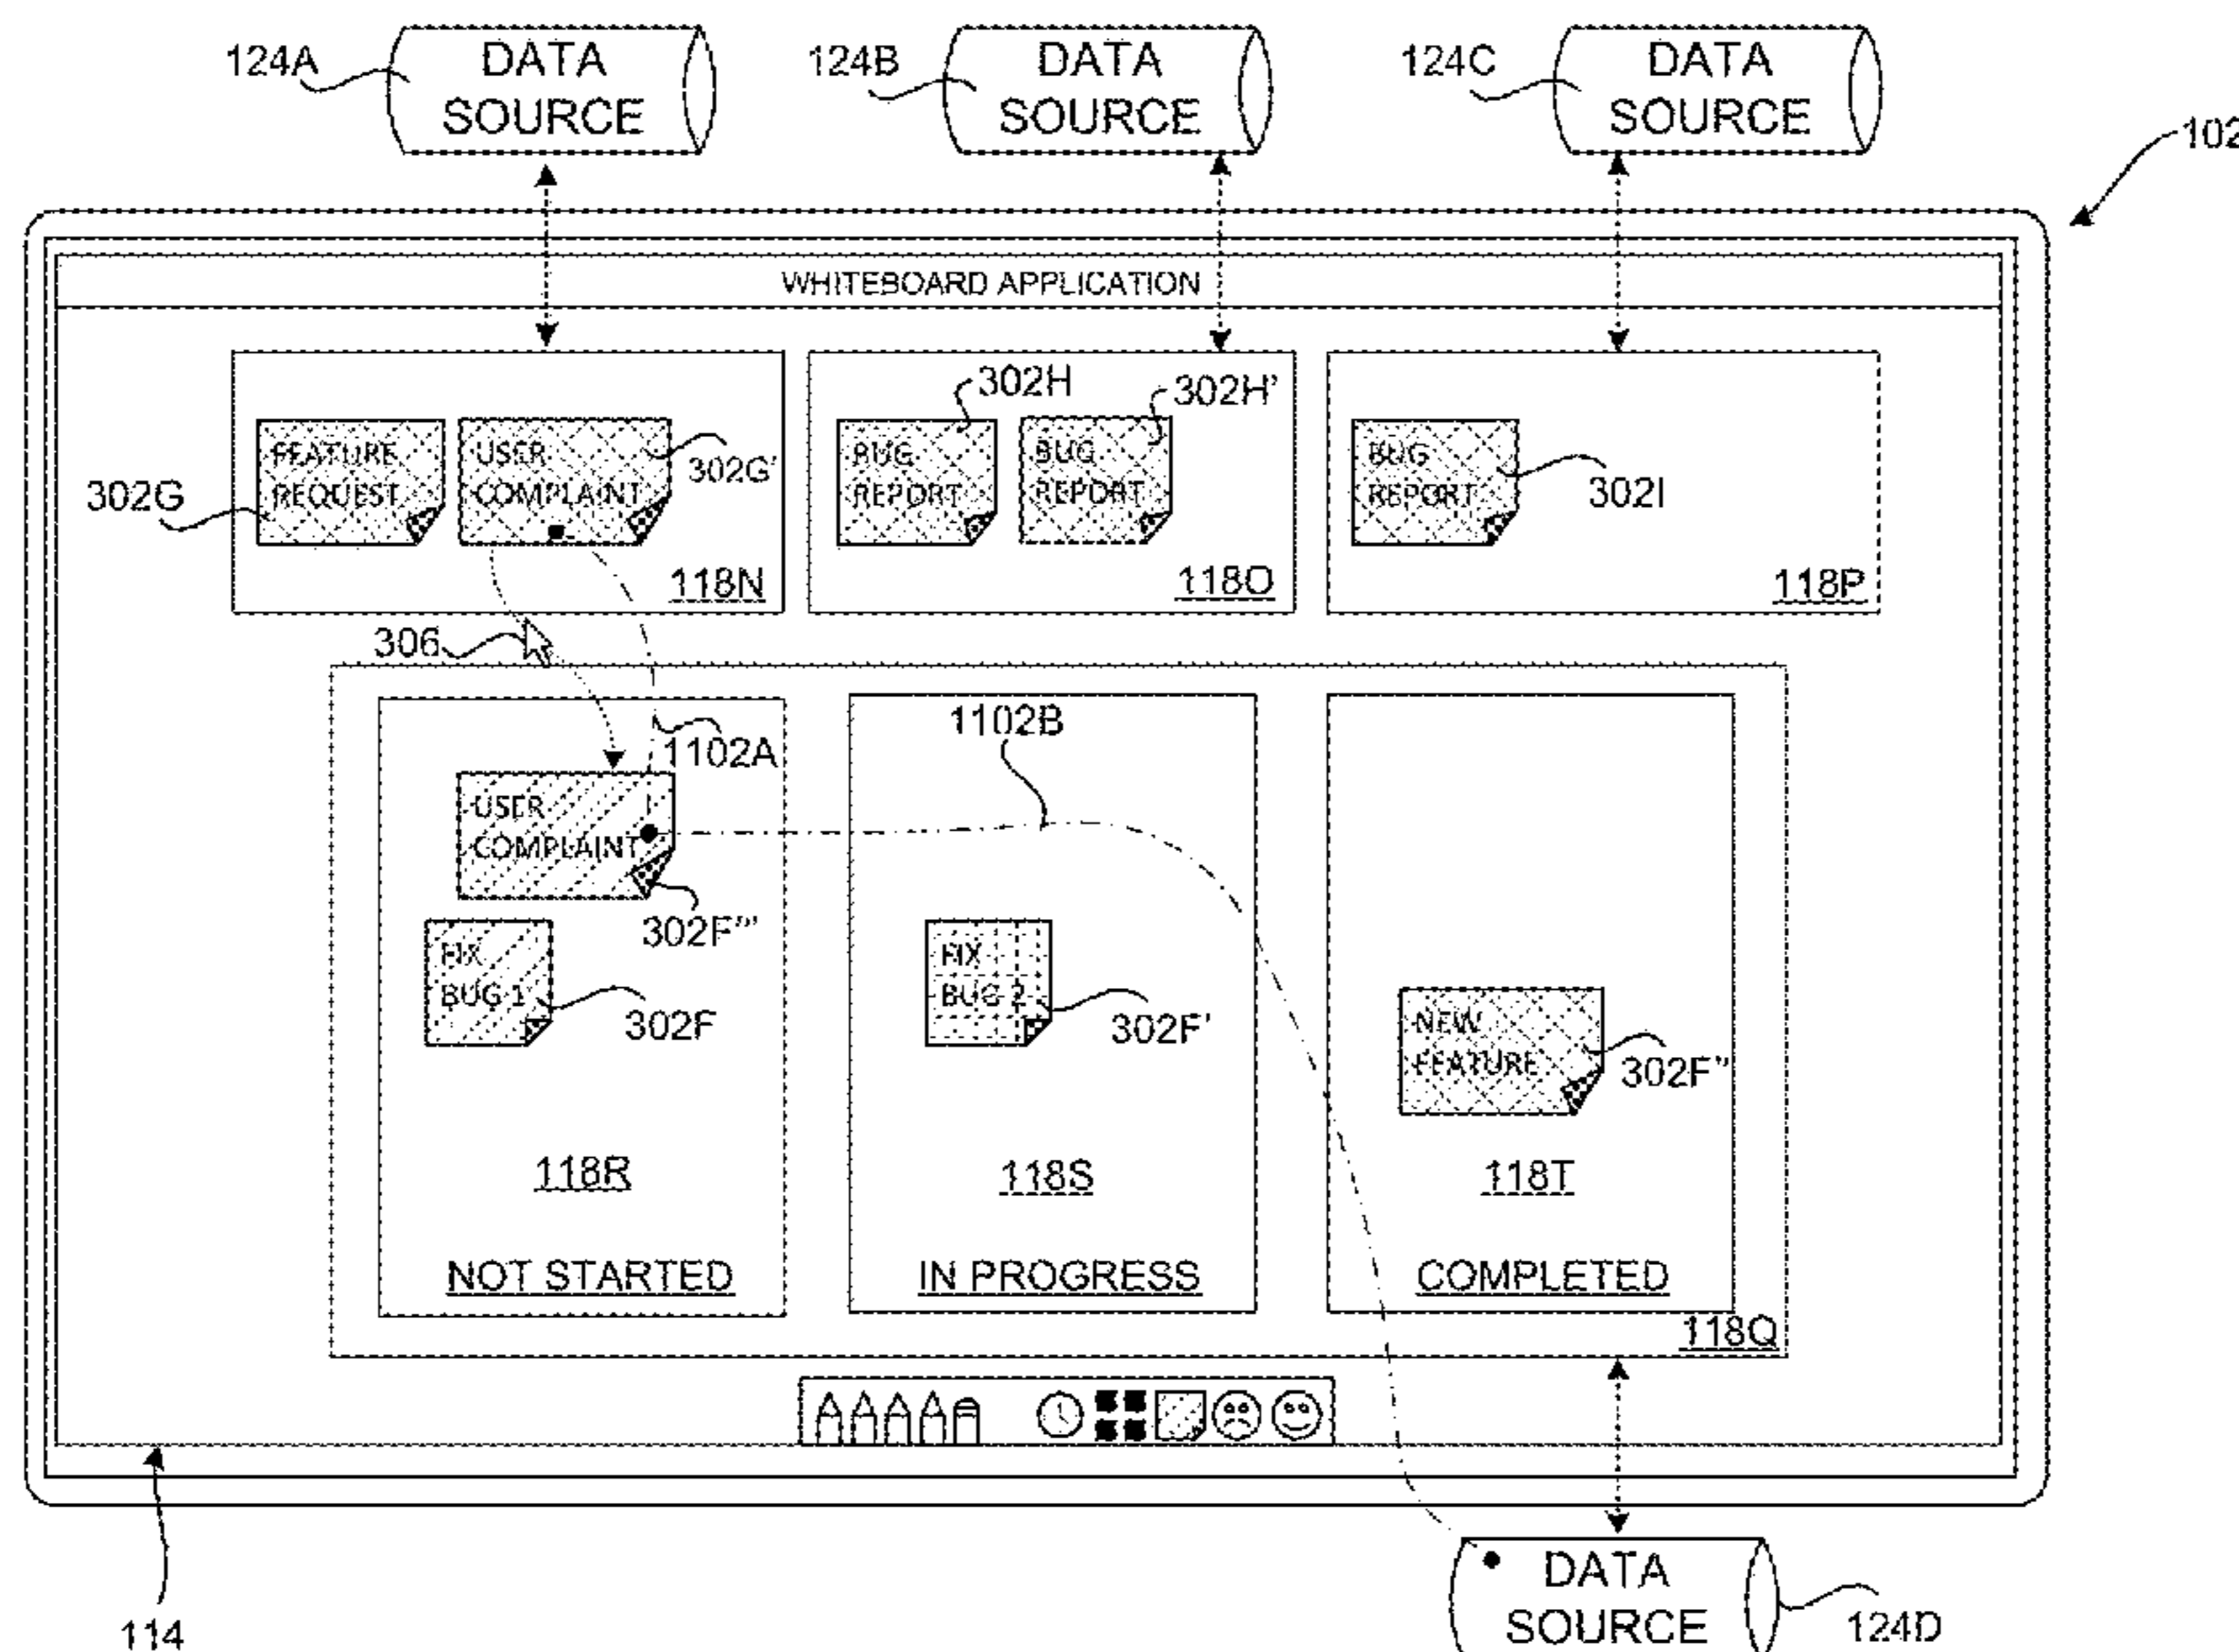 124A
DATA
SOURCE
124B
DATA
SOURCE
124C
DATA
SOURCE
102
WHITEBOARD APPLICATION
302G
FEATURE
REQUEST
USER
COMPLAINT
302G'
118N
BUG
REPORT
302H
BUG
REPORT
302H'
118O
BUG
REPORT
302I
118P
306
1102A
1102B
USER
COMPLAINT
302F'''
FIX
BUG 1
302F
118R
NOT STARTED
FIX
BUG 2
302F'
118S
IN PROGRESS
NEW
FEATURE
302F''
118T
COMPLETED
118Q
114
DATA
SOURCE
124D